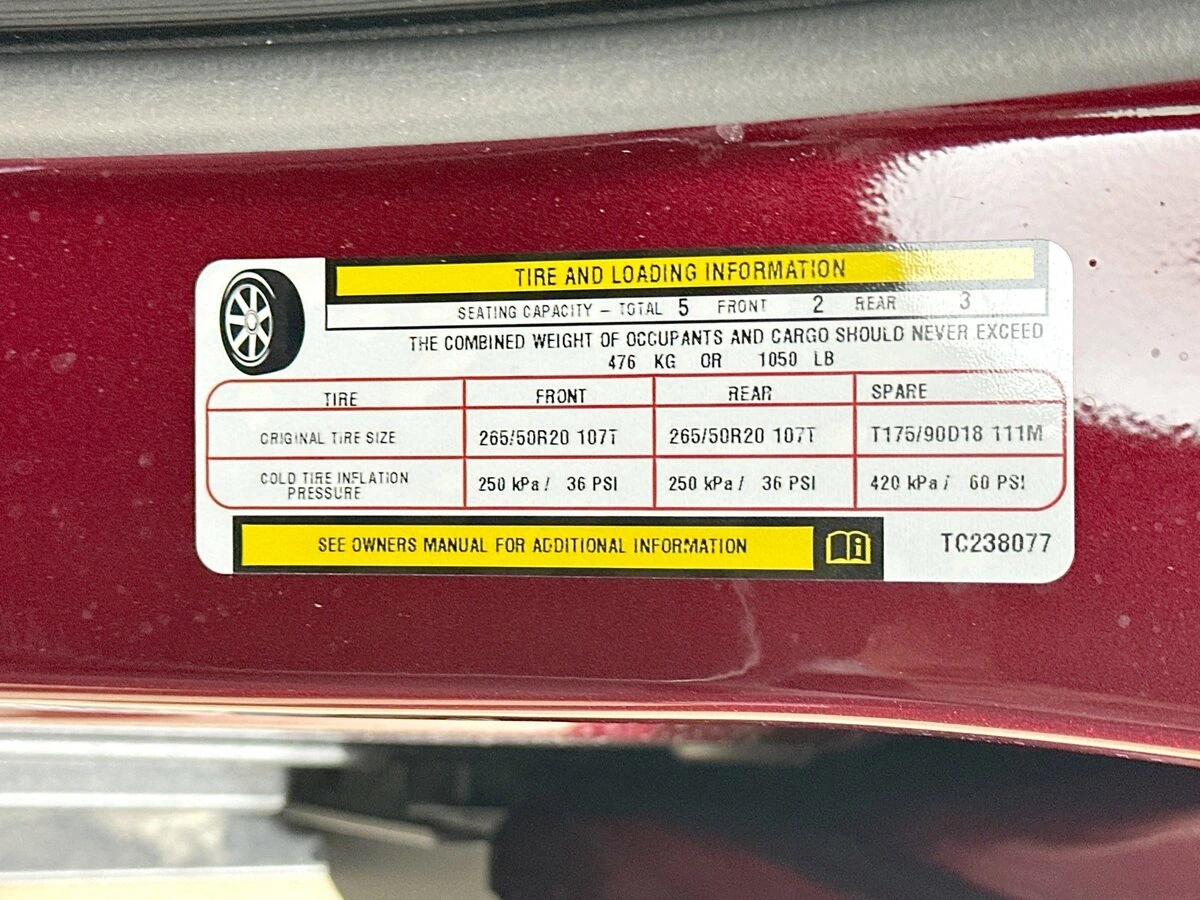 TIRE AND LOADING INFORMATION
SEATING CAPACITY – TOTAL 5 FRONT 2 REAR 3
THE COMBINED WEIGHT OF OCCUPANTS AND CARGO SHOULD NEVER EXCEED
476 KG OR 1050 LB
TIRE FRONT REAR SPARE
ORIGINAL TIRE SIZE 265/50R20 107T 265/50R20 107T T175/90D18 111M
COLD TIRE INFLATION PRESSURE 250 kPa / 36 PSI 250 kPa / 36 PSI 420 kPa / 60 PSI
SEE OWNERS MANUAL FOR ADDITIONAL INFORMATION
TC238077